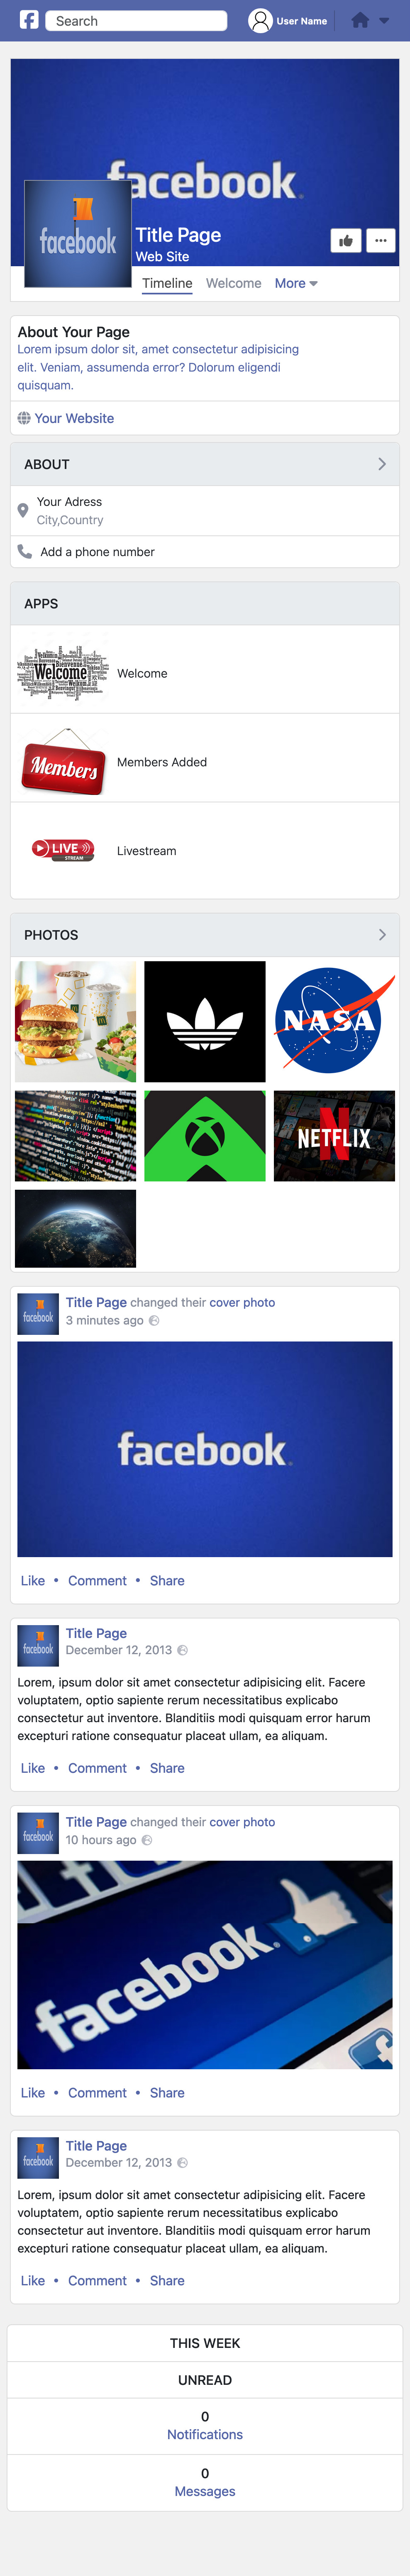 Search
User Name
facebook
facebook
Title Page
Web Site
Timeline
Welcome
More
About Your Page
Lorem ipsum dolor sit, amet consectetur adipisicing
elit. Veniam, assumenda error? Dolorum eligendi
quisquam.
Your Website
ABOUT
Your Adress
City,Country
Add a phone number
APPS
Welcome
Welcome
Members
Members Added
LIVE
STREAM
Livestream
PHOTOS
NASA
NETFLIX
facebook
Title Page changed their cover photo
3 minutes ago
facebook
Like • Comment • Share
facebook
Title Page
December 12, 2013
Lorem, ipsum dolor sit amet consectetur adipisicing elit. Facere
voluptatem, optio sapiente rerum necessitatibus explicabo
consectetur aut inventore. Blanditiis modi quisquam error harum
excepturi ratione consequatur placeat ullam, ea aliquam.
Like • Comment • Share
facebook
Title Page changed their cover photo
10 hours ago
facebook
Like • Comment • Share
facebook
Title Page
December 12, 2013
Lorem, ipsum dolor sit amet consectetur adipisicing elit. Facere
voluptatem, optio sapiente rerum necessitatibus explicabo
consectetur aut inventore. Blanditiis modi quisquam error harum
excepturi ratione consequatur placeat ullam, ea aliquam.
Like • Comment • Share
THIS WEEK
UNREAD
0
Notifications
0
Messages